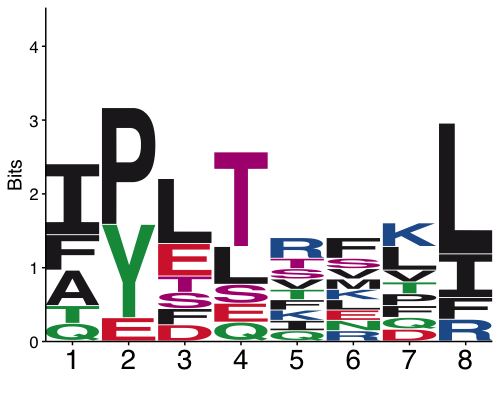 4
3
2
1
0
Bits
I F A Q
P Y E
L E T S F D
T L S E Q
R T S V F K I Q
F S V M K E N R
K L V P F Q D
L I F R
1 2 3 4 5 6 7 8